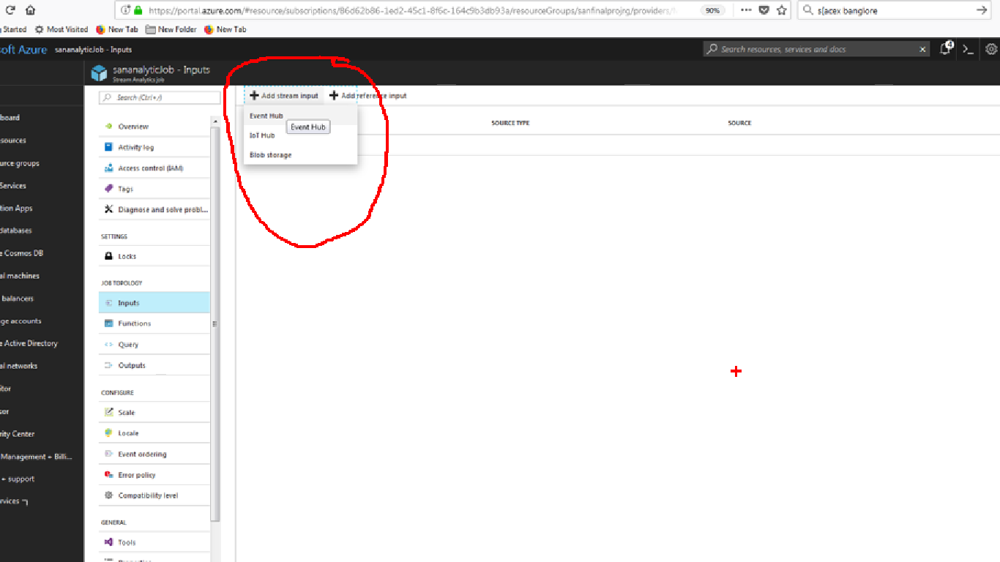 https://portal.azure.com/#resource/subscriptions/86d62b86-1ed2-45c1-8f6c-164c9b3db93a/resourceGroups/sanfinalprojrg/providers/
90%
s[acex banglore
Started
Most Visited
New Tab
New Folder
New Tab
soft Azure
sananalyticJob - Inputs
Search resources, services and docs
4
sananalyticJob - Inputs
Stream Analytics job
Search (Ctrl+/)
Add stream input
Add reference input
Event Hub
Event Hub
IoT Hub
Blob storage
SOURCE TYPE
SOURCE
board
sources
urce groups
Services
tion Apps
databases
e Cosmos DB
al machines
balancers
ge accounts
e Active Directory
al networks
itor
sor
rity Center
Management + Billi...
+ support
rvices
Overview
Activity log
Access control (IAM)
Tags
Diagnose and solve probl...
SETTINGS
Locks
JOB TOPOLOGY
Inputs
Functions
Query
Outputs
CONFIGURE
Scale
Locale
Event ordering
Error policy
Compatibility level
GENERAL
Tools